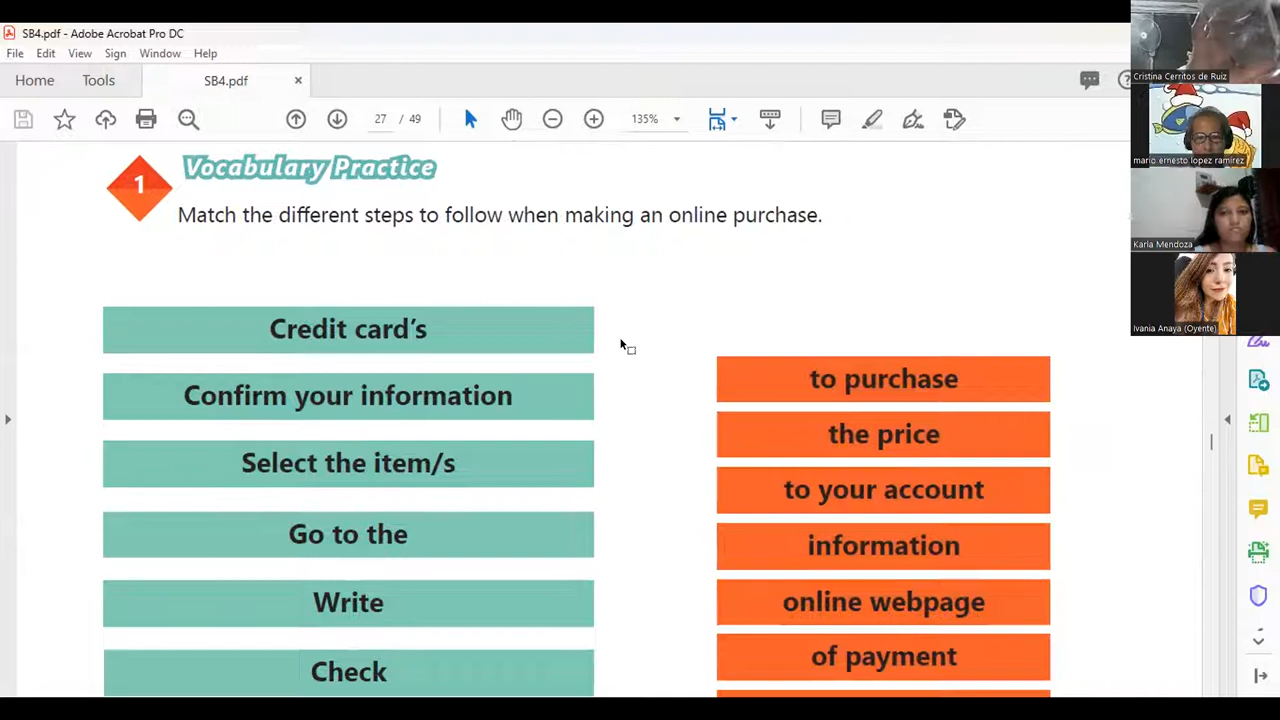 SB4.pdf - Adobe Acrobat Pro DC
File Edit View Sign Window Help
Home Tools SB4.pdf ×
27 / 49 135%
1 Vocabulary Practice
Match the different steps to follow when making an online purchase.
Credit card's
Confirm your information
Select the item/s
Go to the
Write
Check
to purchase
the price
to your account
information
online webpage
of payment
Cristina Cerritos de Ruiz
mario ernesto lopez ramirez
Karla Mendoza
Ivania Anaya (Oyente)